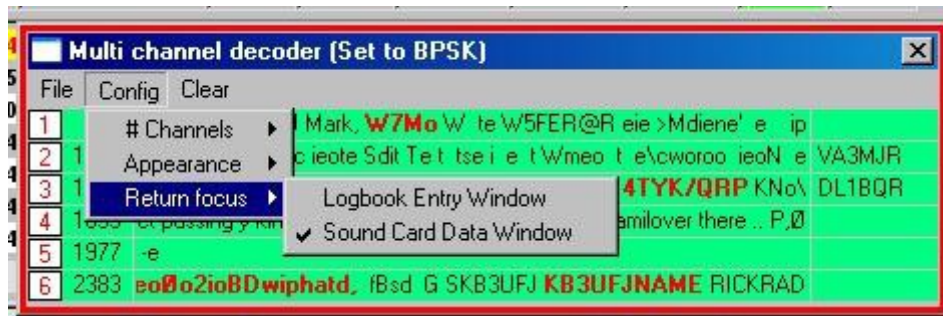 Multi channel decoder (Set to BPSK)
File Config Clear
1 # Channels Mark, W7Mo W te W5FER@R eie >Mdiene' e ip
2 1 Appearance c ieote Sdit Te t tse i e t Wmeo t e\cworoo ieoN e VA3MJR
3 1 Return focus Logbook Entry Window 4TYK/QRP KNo\ DL1BQR
4 Sound Card Data Window amilover there .. P,Ø
5 1977 -e
6 2383 eoØo2ioBDwiphatd, fBsd G SKB3UFJ KB3UFJNAME RICKRAD